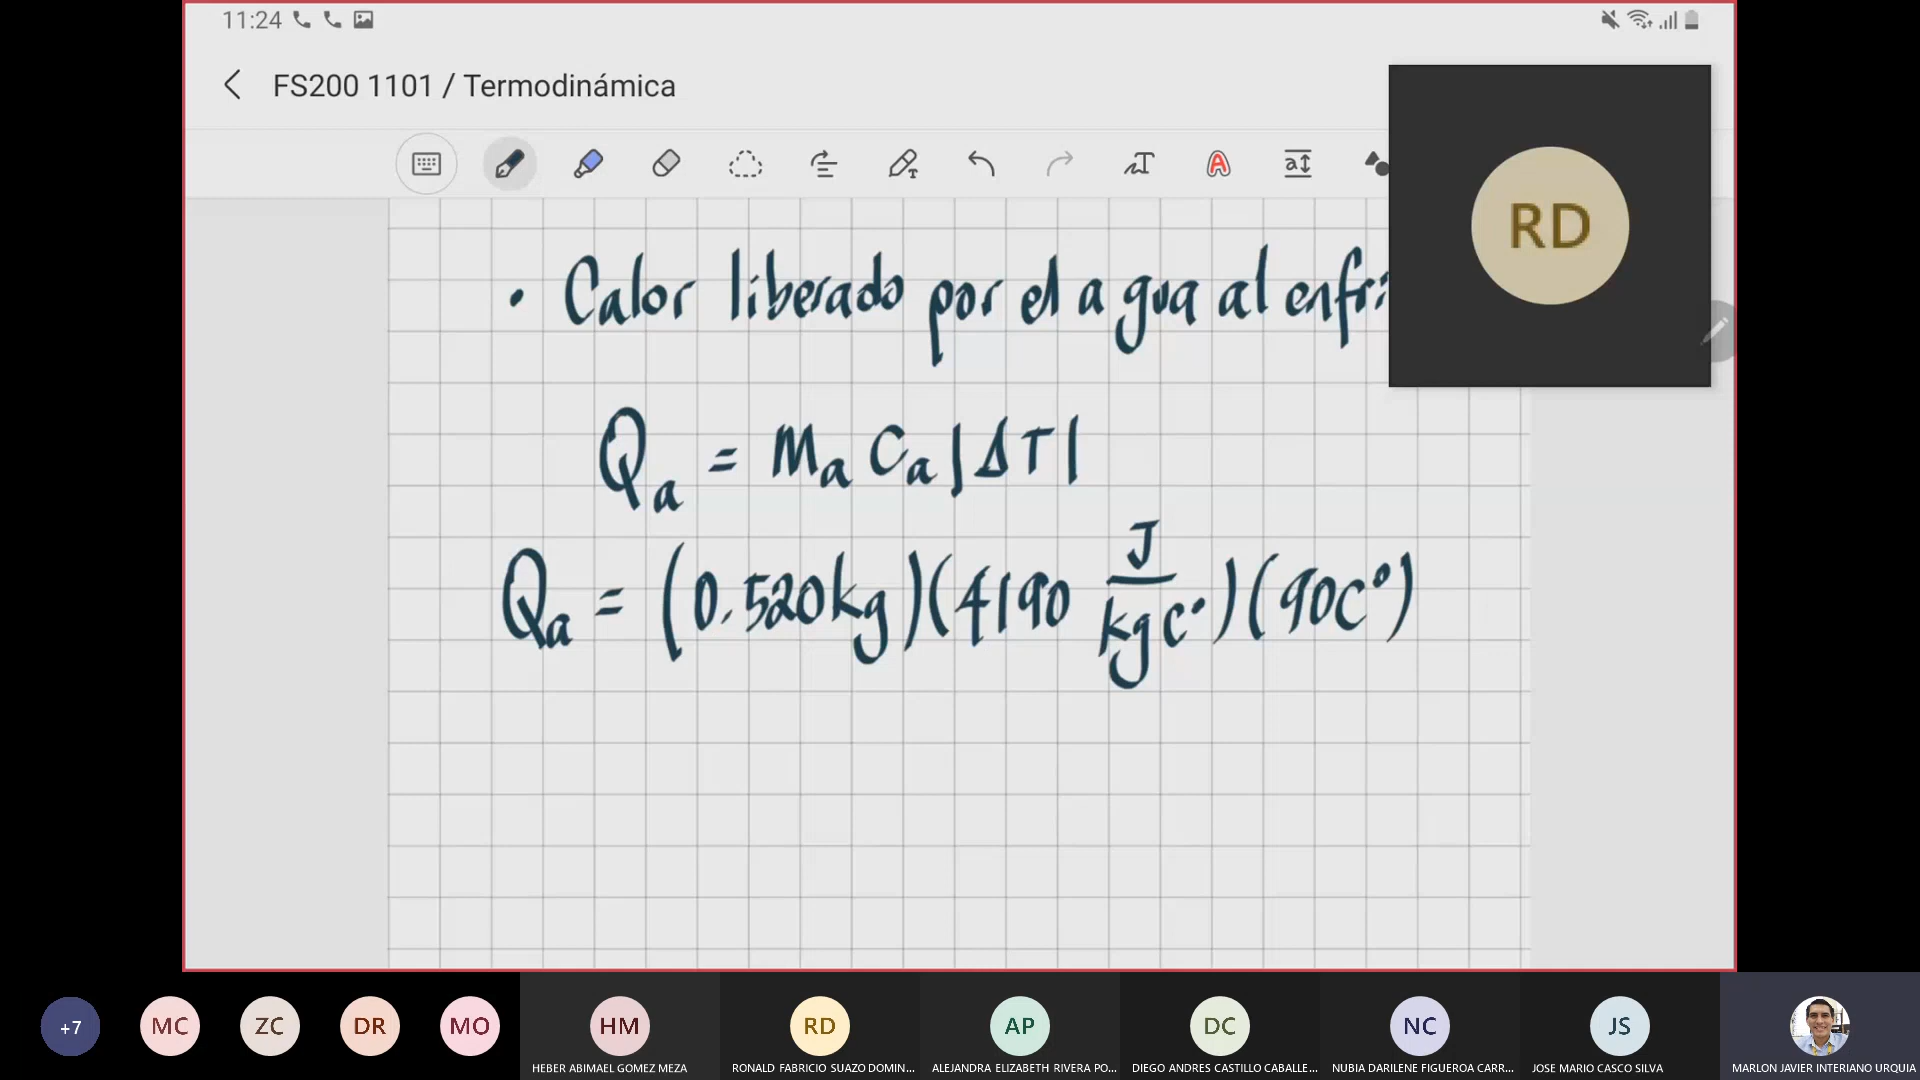 11:24
FS200 1101 / Termodinámica
RD
• Calor liberado por el agua al enfri
Qa = Ma Ca |ΔT|
Qa = (0.520kg)(4190 J/kg C°)(90C°)
+7
MC
ZC
DR
MO
HM
RD
AP
DC
NC
JS
HEBER ABIMAEL GOMEZ MEZA
RONALD FABRICIO SUAZO DOMIN...
ALEJANDRA ELIZABETH RIVERA PO...
DIEGO ANDRES CASTILLO CABALLE...
NUBIA DARILENE FIGUEROA CARR...
JOSE MARIO CASCO SILVA
MARLON JAVIER INTERIANO URQUIA